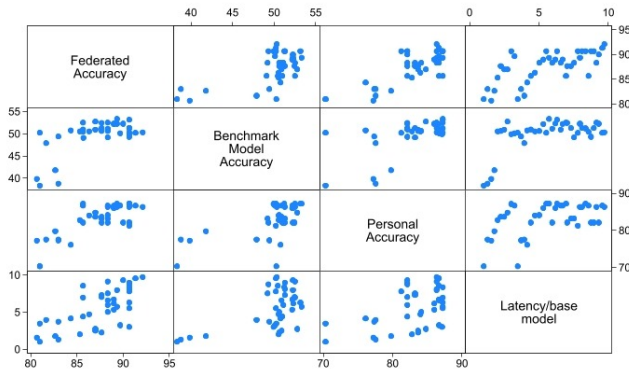 40 45 50 55 0 5 10
Federated
Accuracy
95
90
85
80
55
50
45
40
Benchmark
Model
Accuracy
Personal
Accuracy
90
80
70
10
5
0
Latency/base
model
80 85 90 95 70 80 90